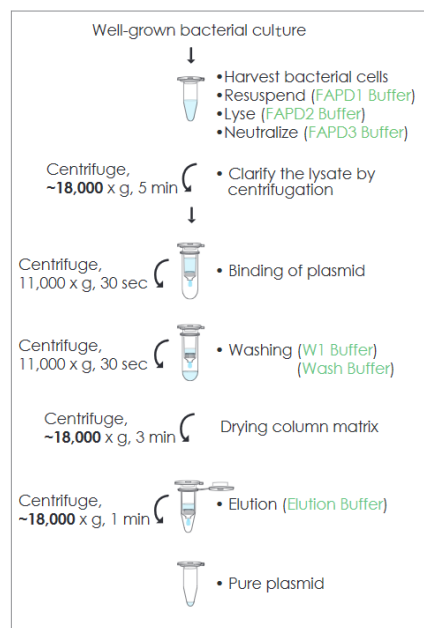 Well-grown bacterial culture
•Harvest bacterial cells
•Resuspend (FAPD1 Buffer)
•Lyse (FAPD2 Buffer)
•Neutralize (FAPD3 Buffer)
Centrifuge,
~18,000 x g, 5 min
• Clarify the lysate by
centrifugation
Centrifuge,
11,000 x g, 30 sec
• Binding of plasmid
Centrifuge,
11,000 x g, 30 sec
• Washing (W1 Buffer)
(Wash Buffer)
Centrifuge,
~18,000 x g, 3 min
Drying column matrix
Centrifuge,
~18,000 x g, 1 min
• Elution (Elution Buffer)
• Pure plasmid